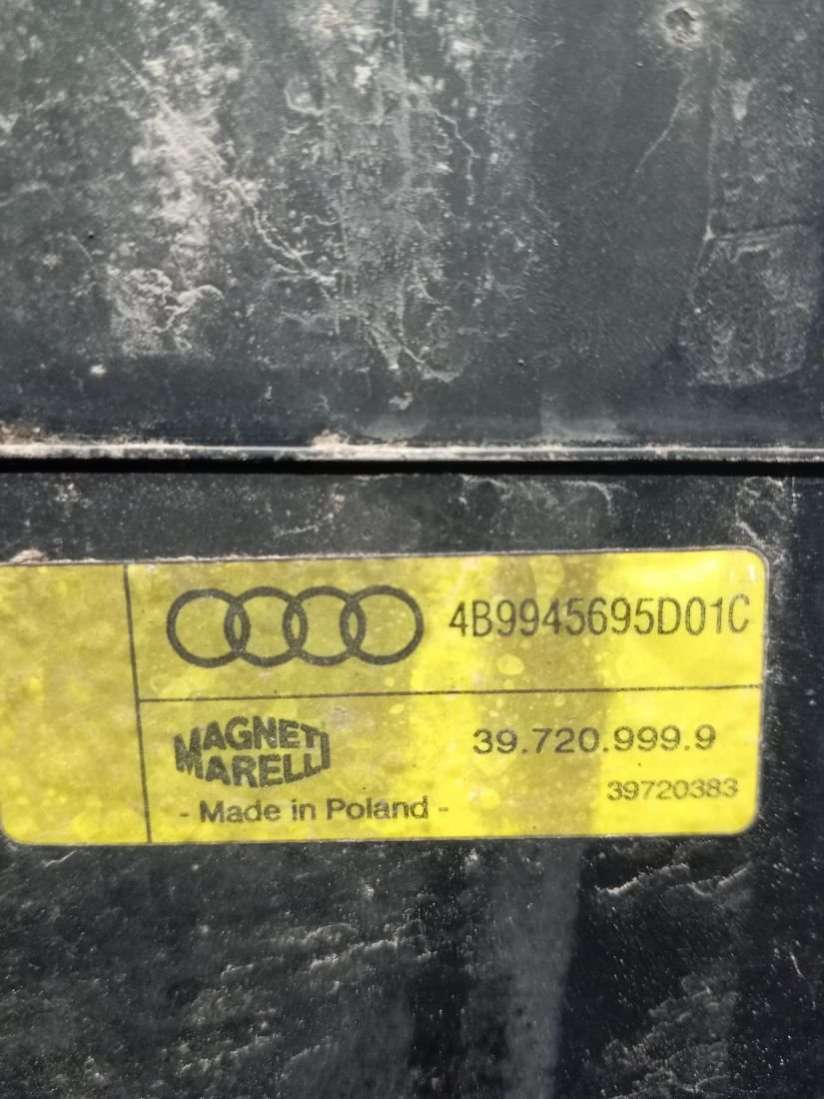 4B9945695D01C
MAGNETI
MARELLI
39.720.999.9
39720383
- Made in Poland -